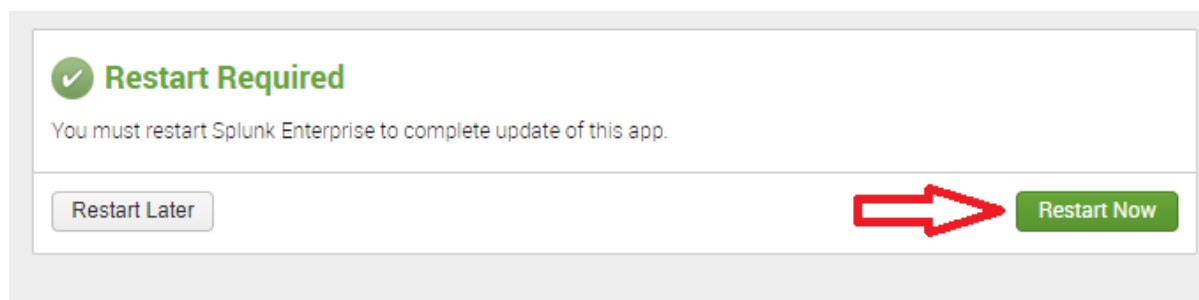 Restart Required
You must restart Splunk Enterprise to complete update of this app.
Restart Later
Restart Now